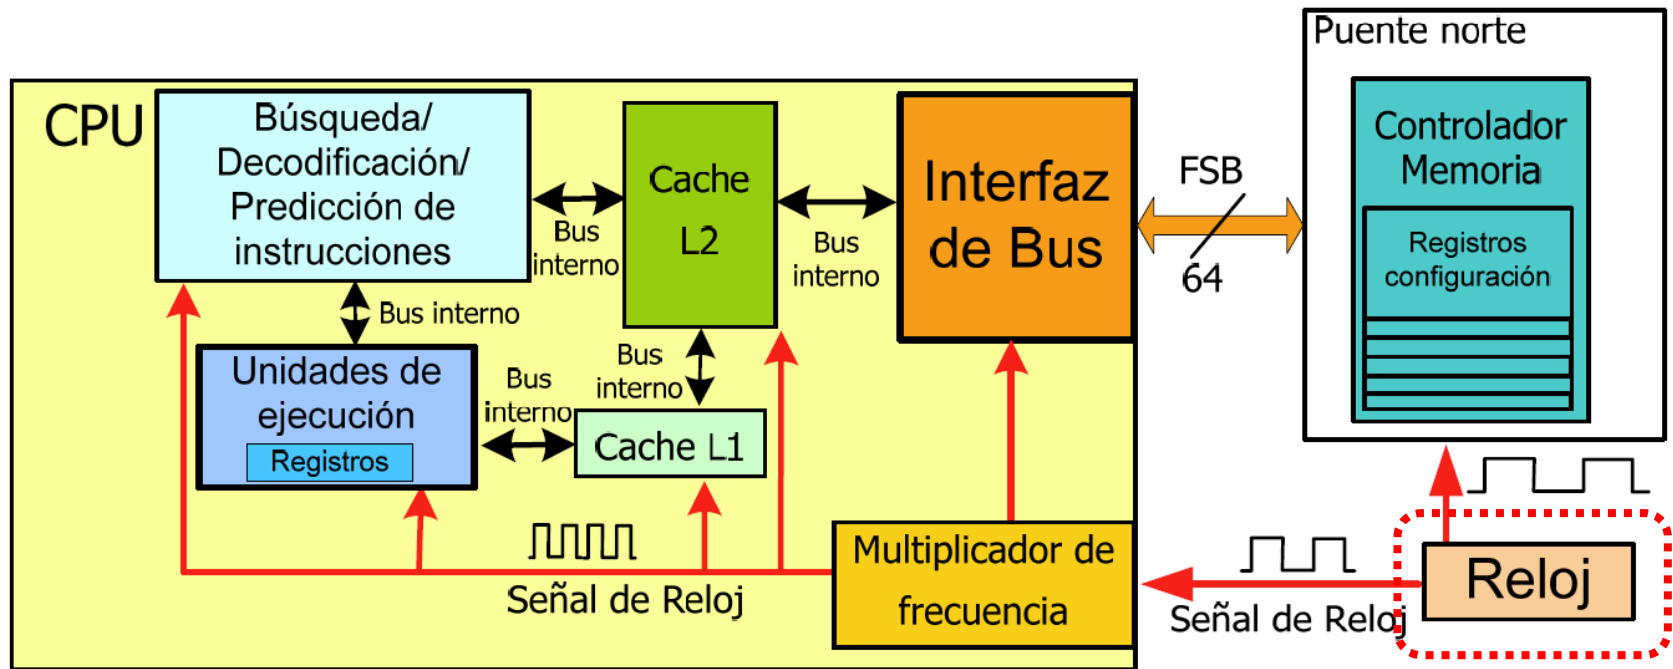 Puente norte
CPU
Búsqueda/
Decodificación/
Predicción de
instrucciones
Cache
L2
Interfaz
de Bus
FSB
64
Controlador
Memoria
Registros
configuración
Bus
interno
Bus
interno
Bus interno
Unidades de
ejecución
Registros
Bus
interno
Bus
interno
Cache L1
Señal de Reloj
Multiplicador de
frecuencia
Señal de Reloj
Reloj